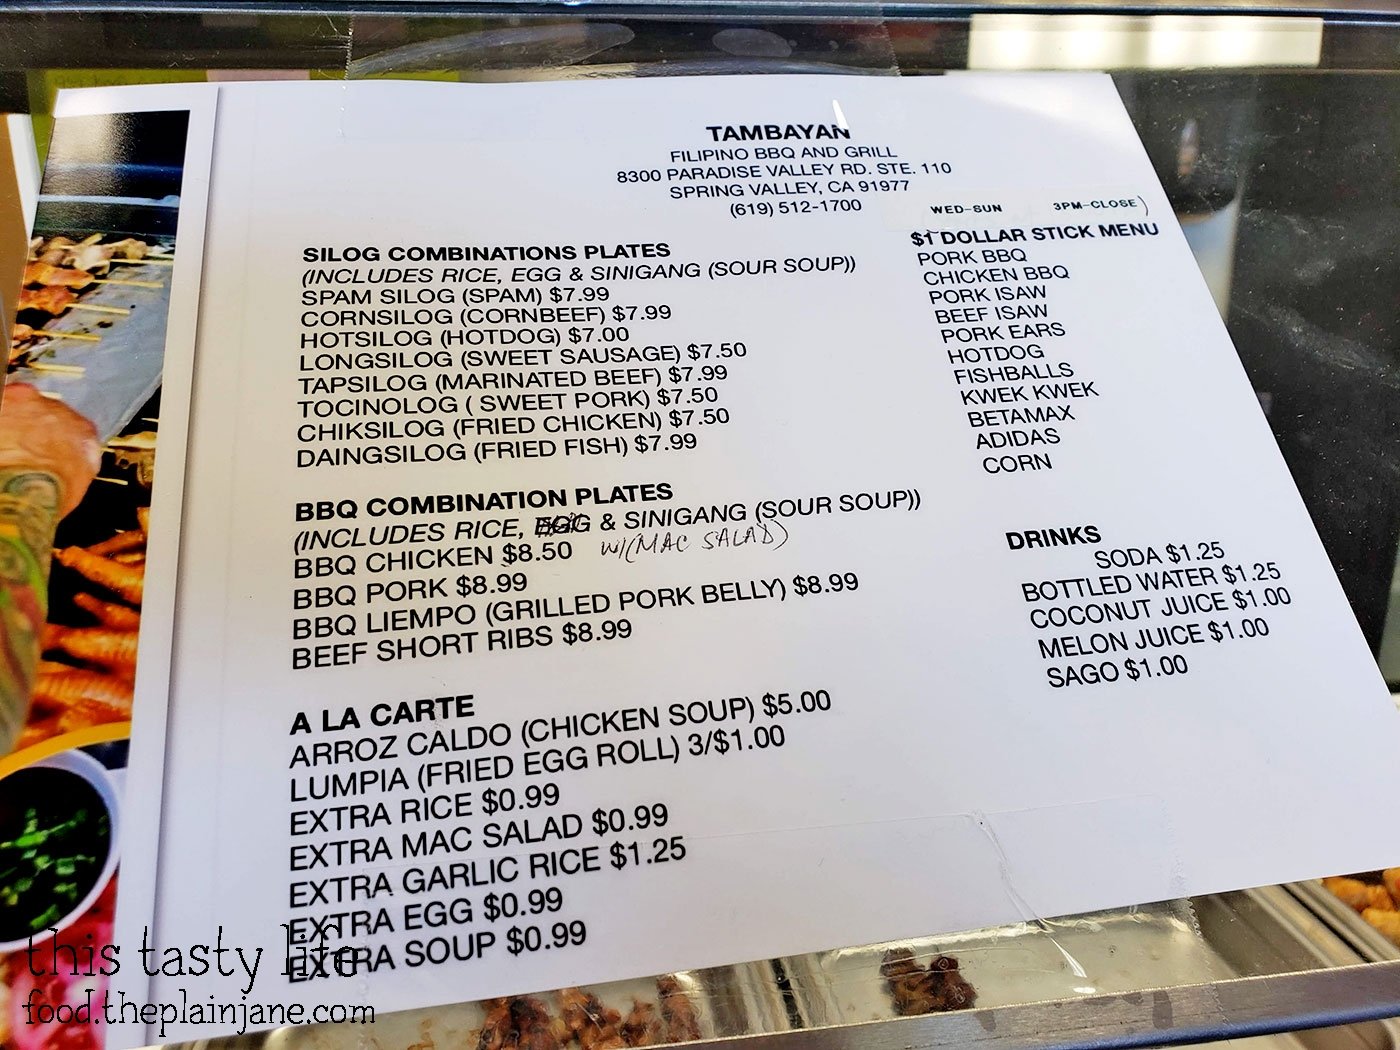 TAMBAYAN
FILIPINO BBQ AND GRILL
8300 PARADISE VALLEY RD. STE. 110
SPRING VALLEY, CA 91977
(619) 512-1700
SILOG COMBINATIONS PLATES
(INCLUDES RICE, EGG & SINIGANG (SOUR SOUP))
SPAM SILOG (SPAM) $7.99
CORNSILOG (CORNBEEF) $7.99
HOTSILOG (HOTDOG) $7.00
LONGSILOG (SWEET SAUSAGE) $7.50
TAPSILOG (MARINATED BEEF) $7.99
TOCINOLOG ( SWEET PORK) $7.50
CHIKSILOG (FRIED CHICKEN) $7.50
DAINGSILOG (FRIED FISH) $7.99
BBQ COMBINATION PLATES
(INCLUDES RICE, EGG & SINIGANG (SOUR SOUP))
BBQ CHICKEN $8.50 W/(MAC SALAD)
BBQ PORK $8.99
BBQ LIEMPO (GRILLED PORK BELLY) $8.99
BEEF SHORT RIBS $8.99
A LA CARTE
ARROZ CALDO (CHICKEN SOUP) $5.00
LUMPIA (FRIED EGG ROLL) 3/$1.00
EXTRA RICE $0.99
EXTRA MAC SALAD $0.99
EXTRA GARLIC RICE $1.25
EXTRA EGG $0.99
EXTRA SOUP $0.99
WED-SUN 3PM-CLOSE)
$1 DOLLAR STICK MENU
PORK BBQ
CHICKEN BBQ
PORK ISAW
BEEF ISAW
PORK EARS
HOTDOG
FISHBALLS
KWEK KWEK
BETAMAX
ADIDAS
CORN
DRINKS
SODA $1.25
BOTTLED WATER $1.25
COCONUT JUICE $1.00
MELON JUICE $1.00
SAGO $1.00
this tasty life
food.theplainjane.com